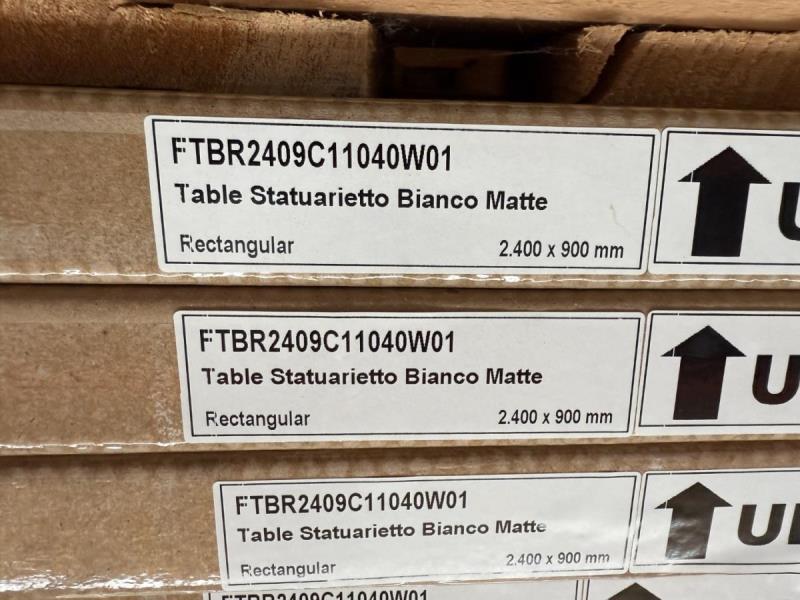 FTBR2409C11040W01
Table Statuarietto Bianco Matte
Rectangular 2.400 x 900 mm
FTBR2409C11040W01
Table Statuarietto Bianco Matte
Rectangular 2.400 x 900 mm
FTBR2409C11040W01
Table Statuarietto Bianco Matte
Rectangular 2.400 x 900 mm
FTBR2409C11040W01